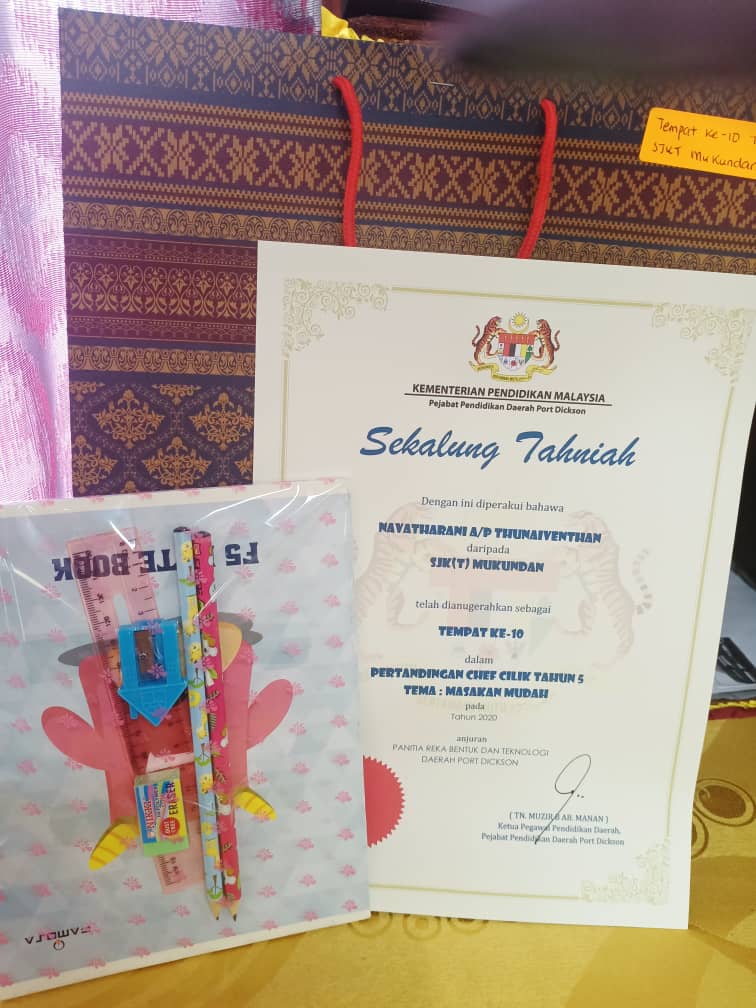 Tempat Ke-10
SJKT Mukundan
KEMENTERIAN PENDIDIKAN MALAYSIA
Pejabat Pendidikan Daerah Port Dickson
Sekalung Tahniah
Dengan ini diperakui bahawa
NAVATHARANI A/P THUNAIVENTHAN
daripada
SJK(T) MUKUNDAN
telah dianugerahkan sebagai
TEMPAT KE-10
dalam
PERTANDINGAN CHEF CILIK TAHUN 5
TEMA : MASAKAN MUDAH
pada
Tahun 2020
anjuran
PANITIA REKA BENTUK DAN TEKNOLOGI
DAERAH PORT DICKSON
( TN. MUZIR B AB. MANAN )
Ketua Pegawai Pendidikan Daerah,
Pejabat Pendidikan Daerah Port Dickson
F5 NOTE BOOK
ERASER
DUST FREE